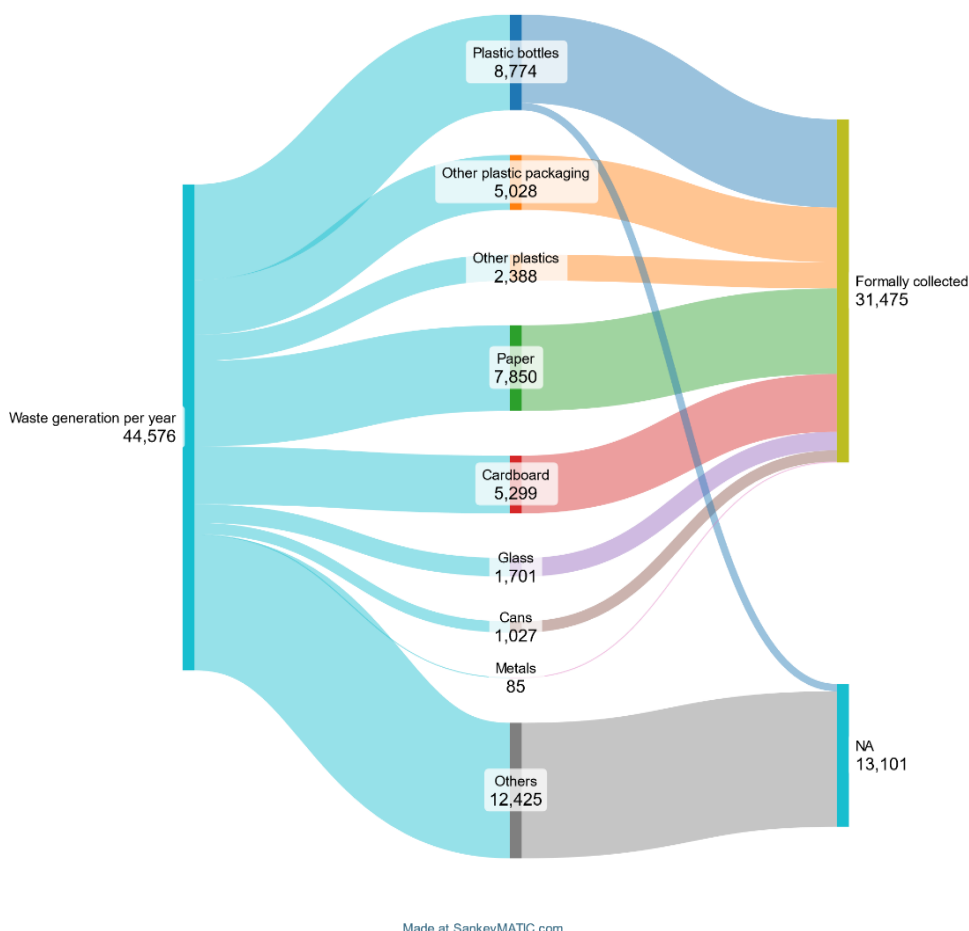 Plastic bottles
8,774
Other plastic packaging
5,028
Other plastics
2,388
Formally collected
31,475
Paper
7,850
Waste generation per year
44,576
Cardboard
5,299
Glass
1,701
Cans
1,027
Metals
85
NA
13,101
Others
12,425
Made at SankeyMATIC.com